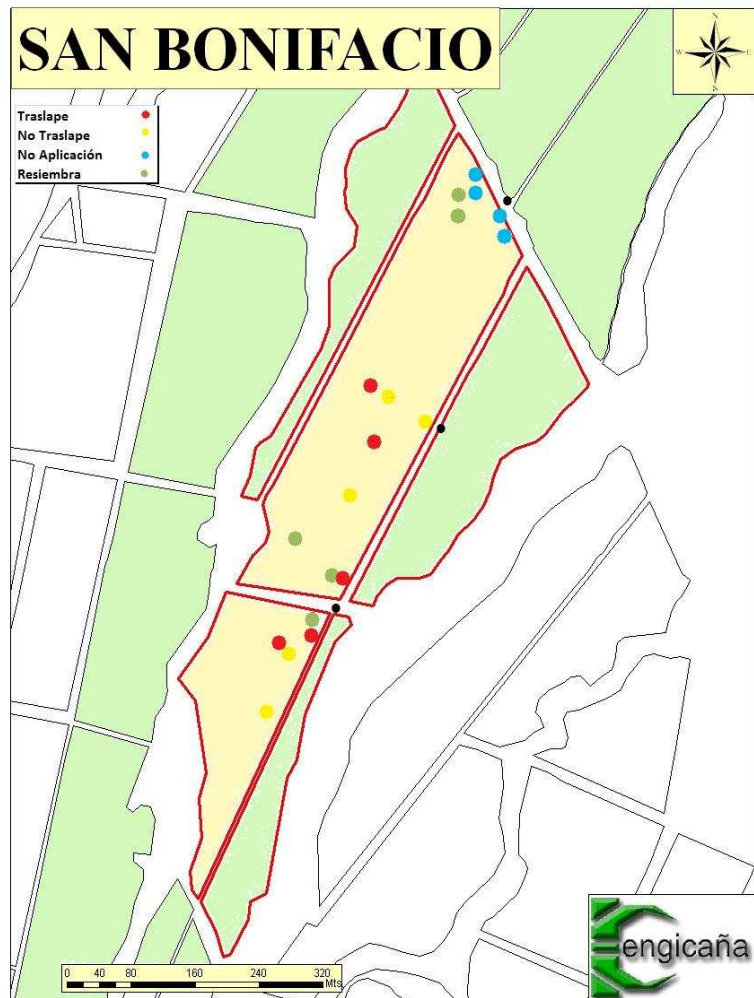 SAN BONIFACIO
N
W E
S
Traslape
No Traslape
No Aplicación
Resiembra
engicaña
0 40 80 160 240 320
Mts